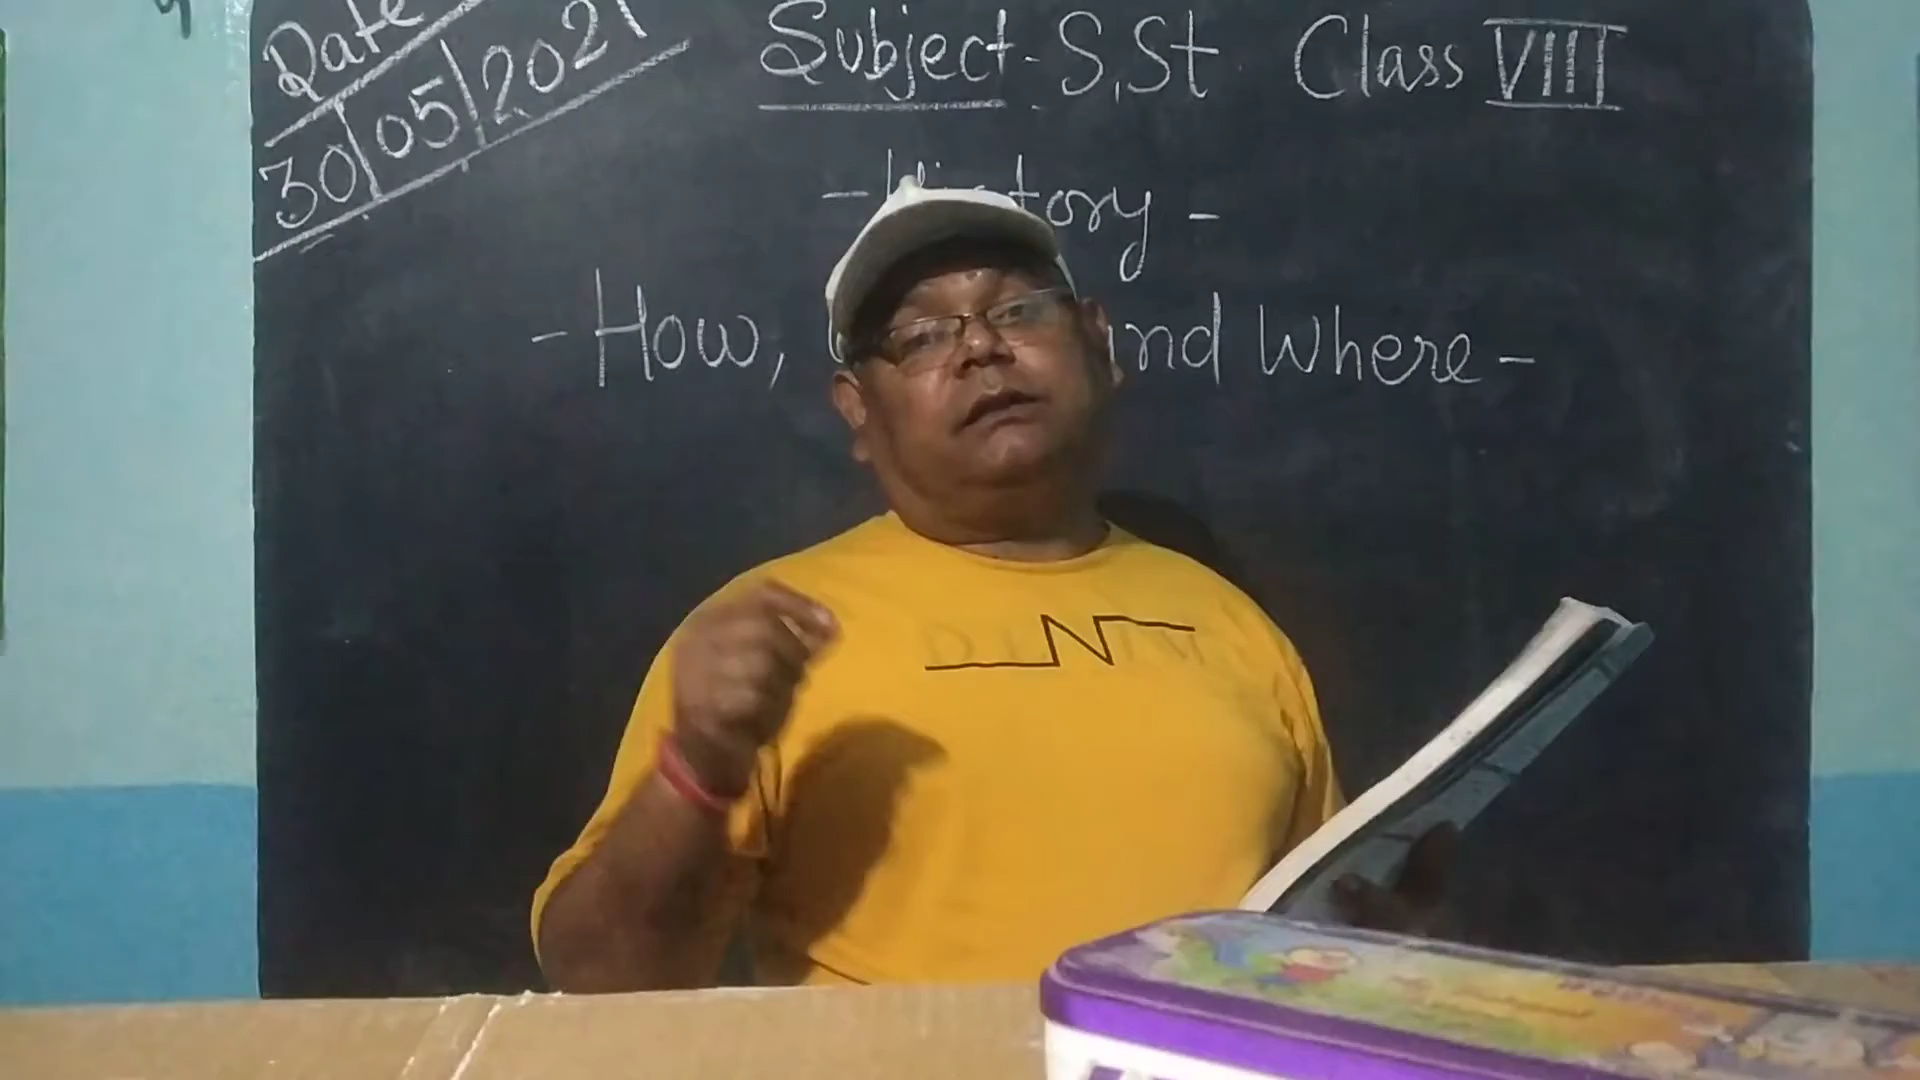 Date
30/05/2021
Subject - S.St Class VIII
- History -
- How, and Where -